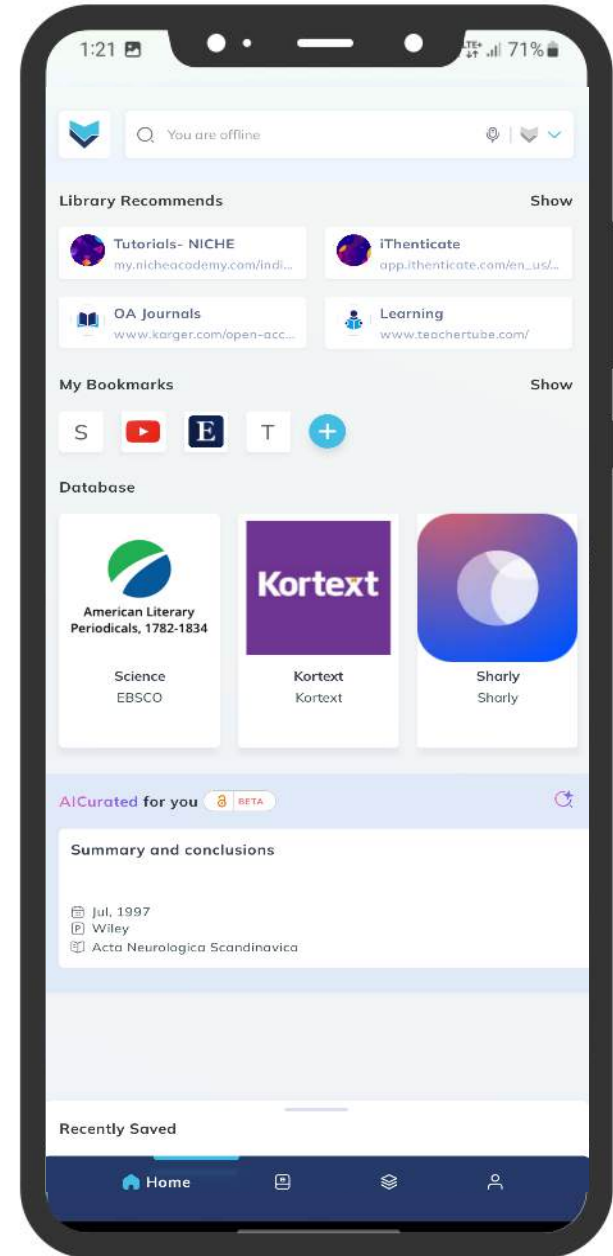 1:21 LTE+ 71%
You are offline
Library Recommends Show
Tutorials- NICHE
my.nicheacademy.com/indi...
iThenticate
app.ithenticate.com/en_us/...
OA Journals
www.karger.com/open-acc...
Learning
www.teachertube.com/
My Bookmarks Show
S E T
Database
American Literary
Periodicals, 1782-1834
Science
EBSCO
Kortext
Kortext
Kortext
Sharly
Sharly
AICurated for you BETA
Summary and conclusions
Jul, 1997
P Wiley
Acta Neurologica Scandinavica
Recently Saved
Home